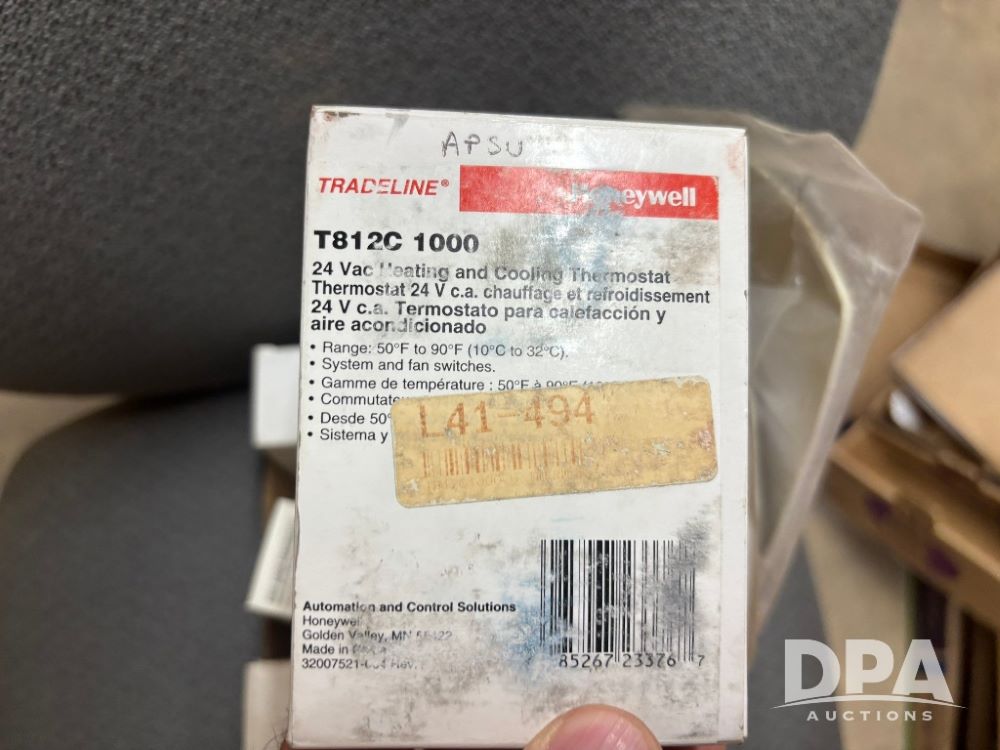 APSU
TRADELINE®
Honeywell
T812C 1000
24 Vac Heating and Cooling Thermostat
Thermostat 24 V c.a. chauffage et refroidissement
24 V c.a. Termostato para calefacción y
aire acondicionado
• Range: 50°F to 90°F (10°C to 32°C).
• System and fan switches.
• Gamme de température : 50°F à 90°F
• Commutate
• Desde 50°
• Sistema y
L41-494
Automation and Control Solutions
Honeywell
Golden Valley, MN 55422
Made in
85267 23376 7
DPA
AUCTIONS